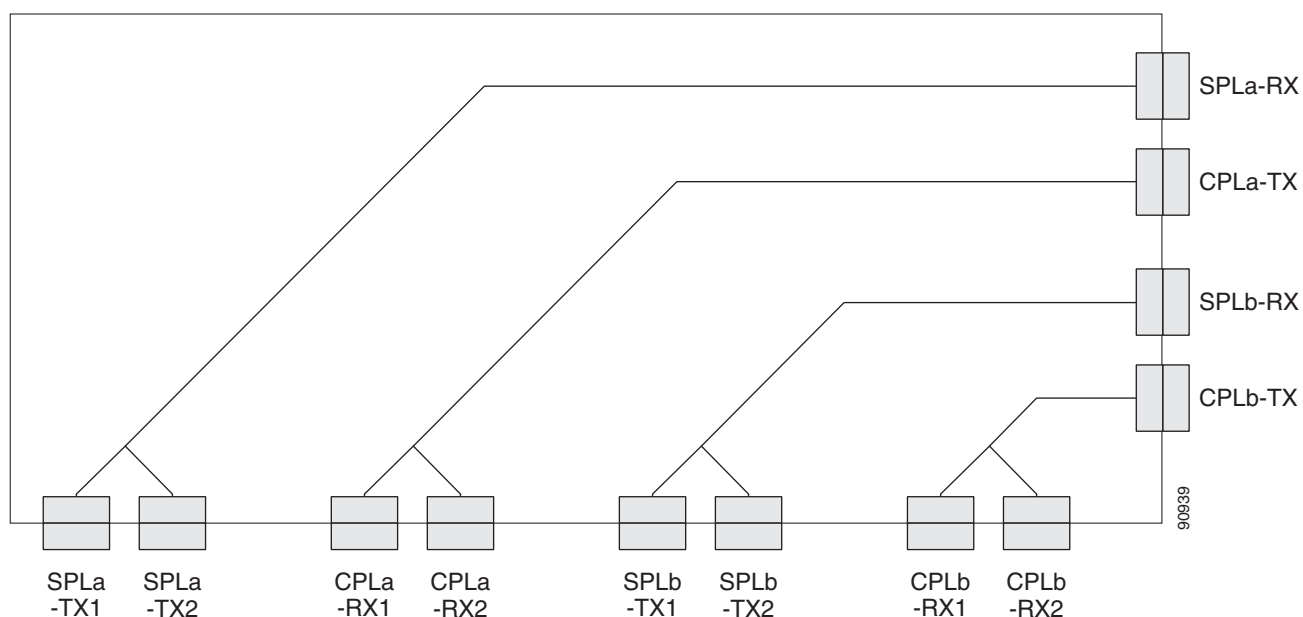 SPLa-RX
CPLa-TX
SPLb-RX
CPLb-TX
90939
SPLa
-TX1
SPLa
-TX2
CPLa
-RX1
CPLa
-RX2
SPLb
-TX1
SPLb
-TX2
CPLb
-RX1
CPLb
-RX2